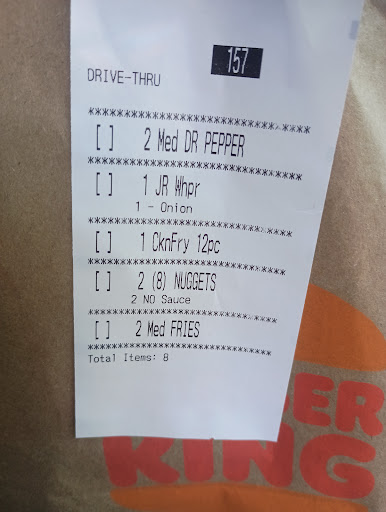 157
DRIVE-THRU
**********************************
[ ] 2 Med DR PEPPER
**********************************
[ ] 1 JR Whpr
1 - Onion
**********************************
[ ] 1 CknFry 12pc
**********************************
[ ] 2 (8) NUGGETS
2 NO Sauce
**********************************
[ ] 2 Med FRIES
**********************************
Total Items: 8
GER
KING